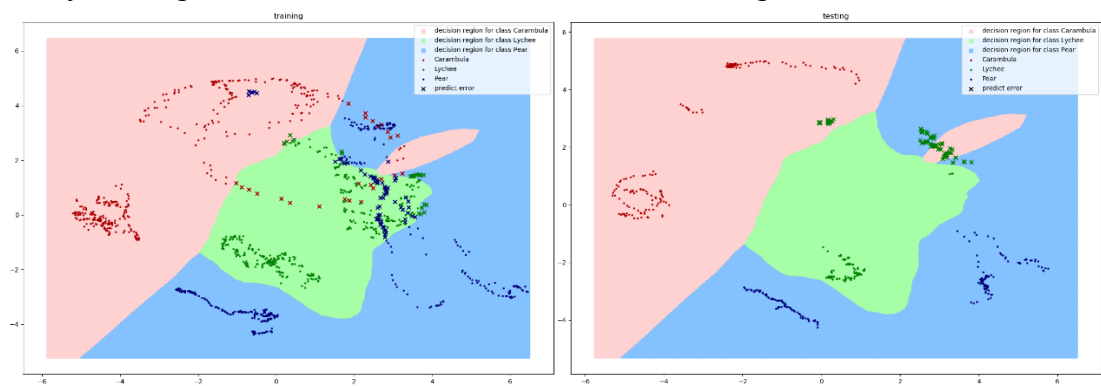 training
decision region for class Carambula
decision region for class Lychee
decision region for class Pear
Carambula
Lychee
Pear
predict error
6
4
2
0
−2
−4
−6
−4
−2
0
2
4
6
testing
decision region for class Carambula
decision region for class Lychee
decision region for class Pear
Carambula
Lychee
Pear
predict error
6
4
2
0
−2
−4
−6
−4
−2
0
2
4
6